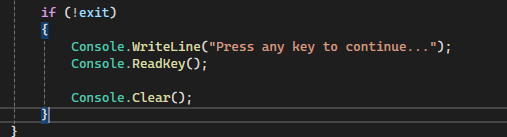 if (!exit)
{
Console.WriteLine("Press any key to continue...");
Console.ReadKey();
Console.Clear();
}
}